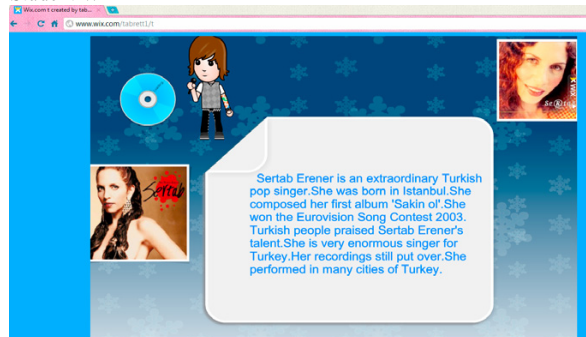 Wix.com t created by tab...
www.wix.com/tabrett1/t
Sertab
Sertab Erener is an extraordinary Turkish
pop singer.She was born in Istanbul.She
composed her first album 'Sakin ol'.She
won the Eurovision Song Contest 2003.
Turkish people praised Sertab Erener's
talent.She is very enormous singer for
Turkey.Her recordings still put over.She
performed in many cities of Turkey.